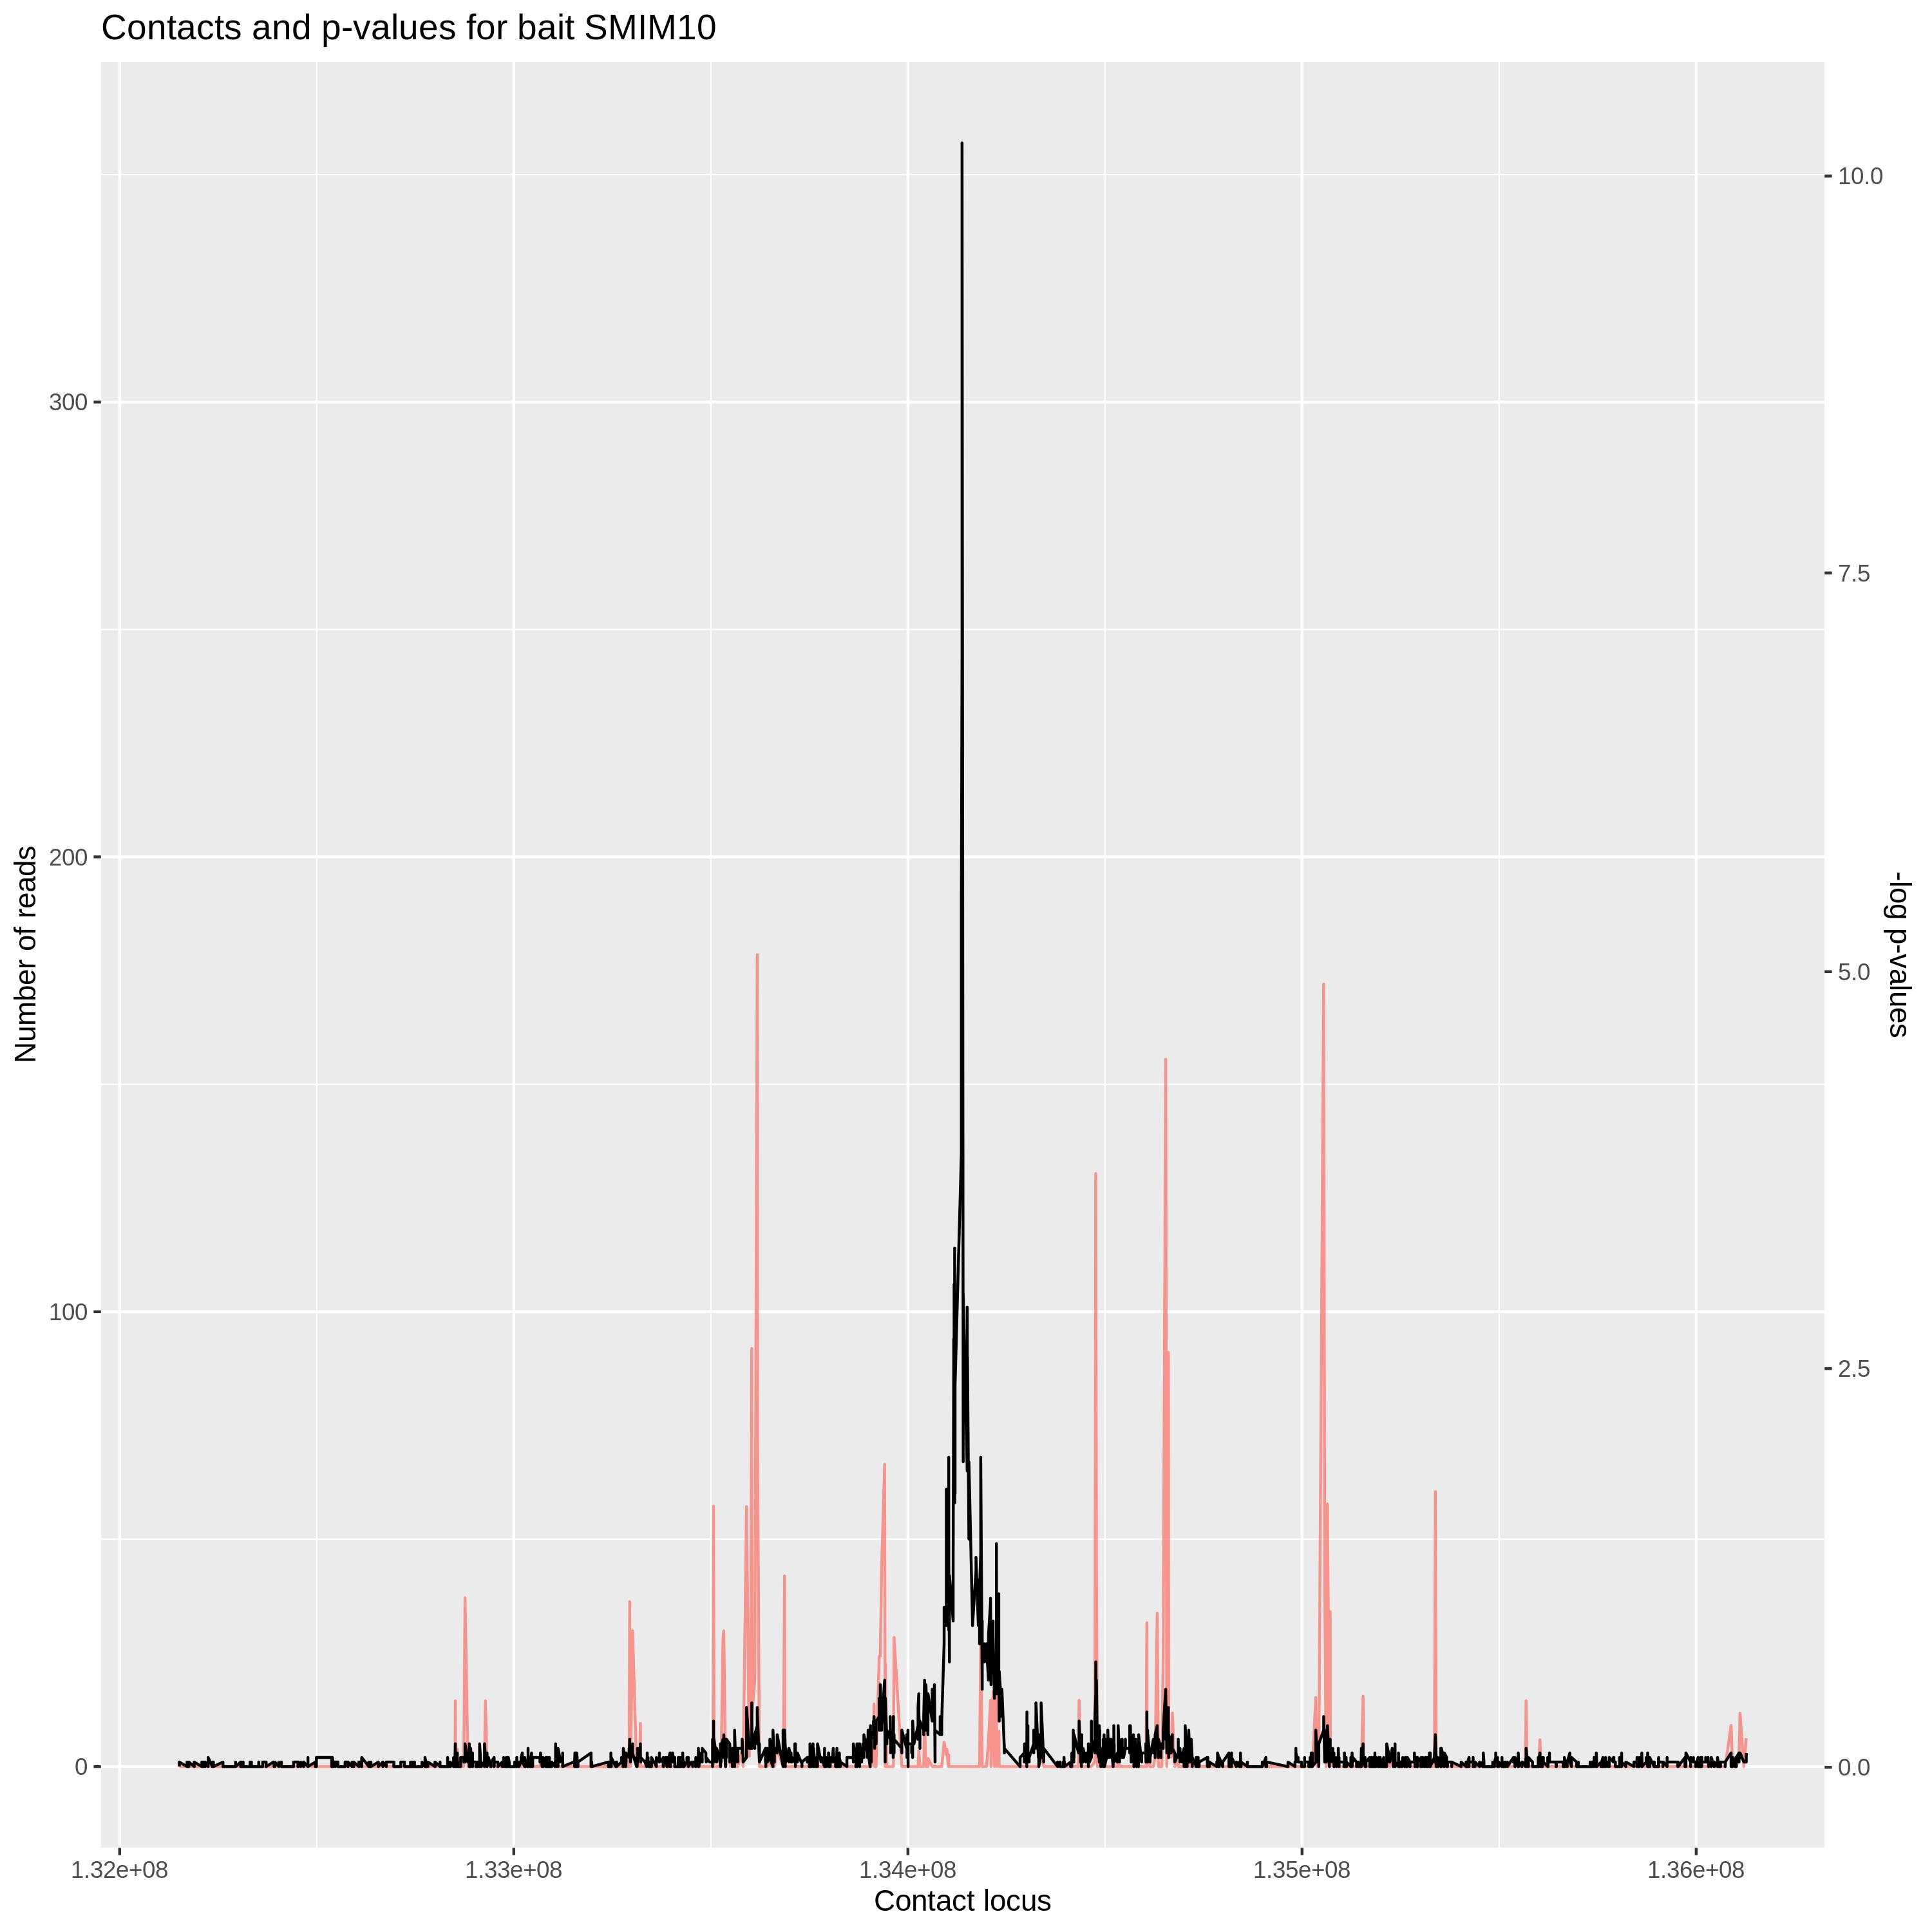 Contacts and p-values for bait SMIM10
Number of reads
300
200
100
0
10.0
7.5
5.0
2.5
0.0
-log p-values
1.32e+08
1.33e+08
1.34e+08
1.35e+08
1.36e+08
Contact locus